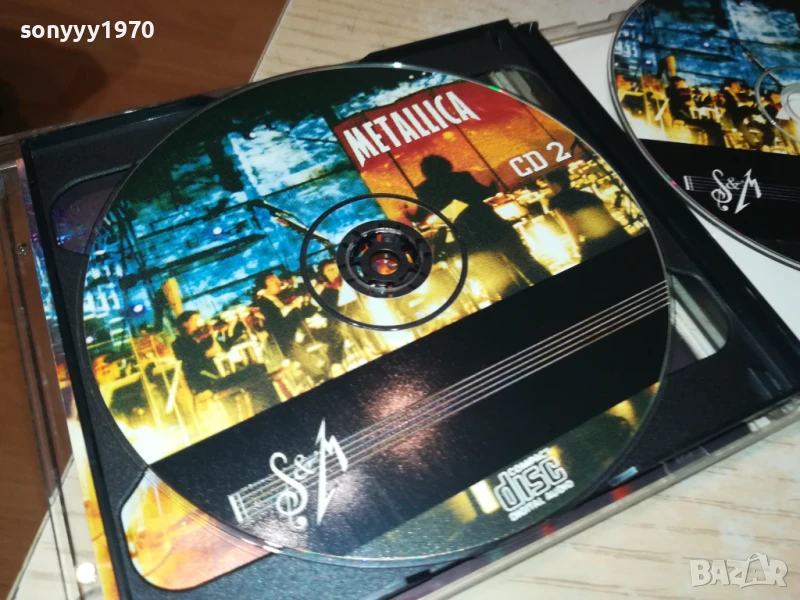 sonyyy1970
METALLICA
CD 2
S&M
S&M
COMPACT
disc
DIGITAL AUDIO
BAZAR